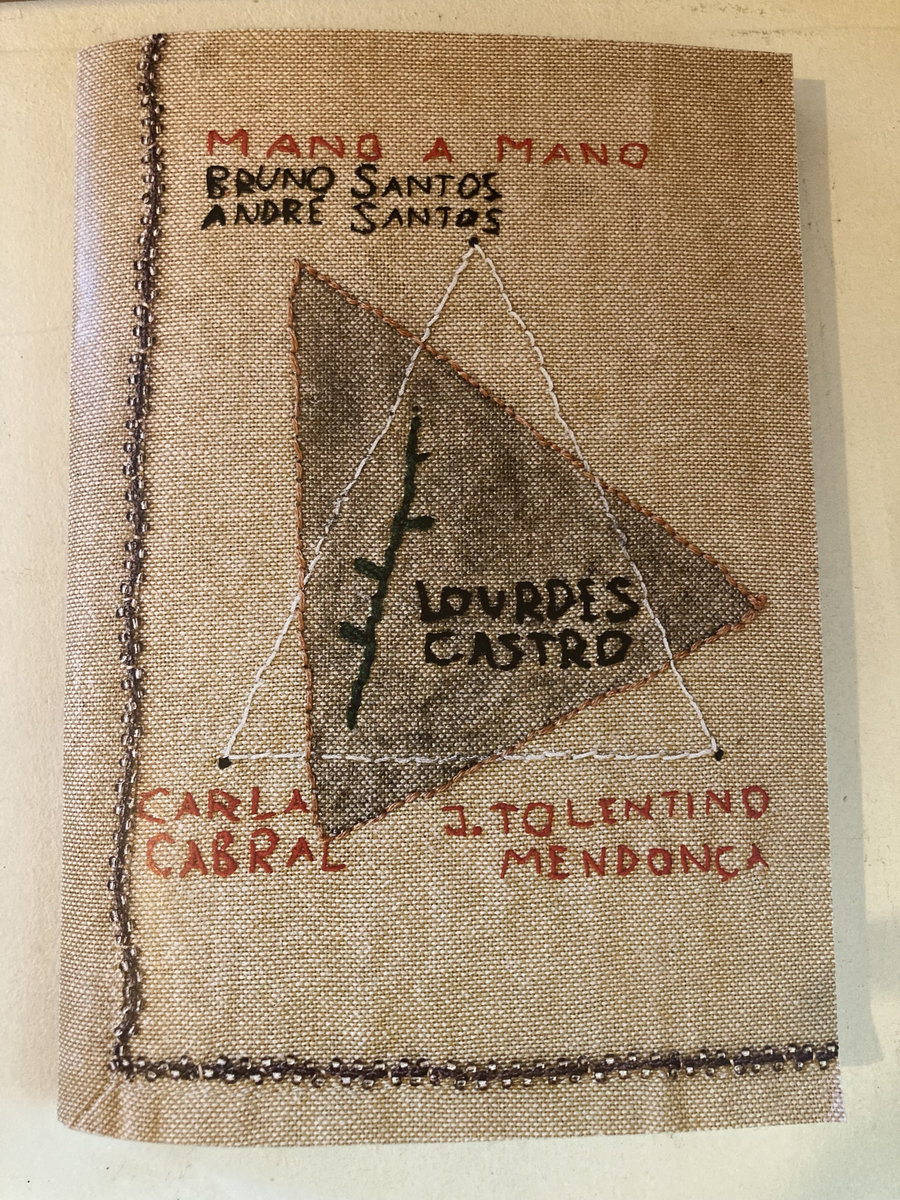 MANO A MANO
BRUNO SANTOS
ANDRÉ SANTOS
LOURDES
CASTRO
CARLA
CABRAL
J. TOLENTINO
MENDONÇA